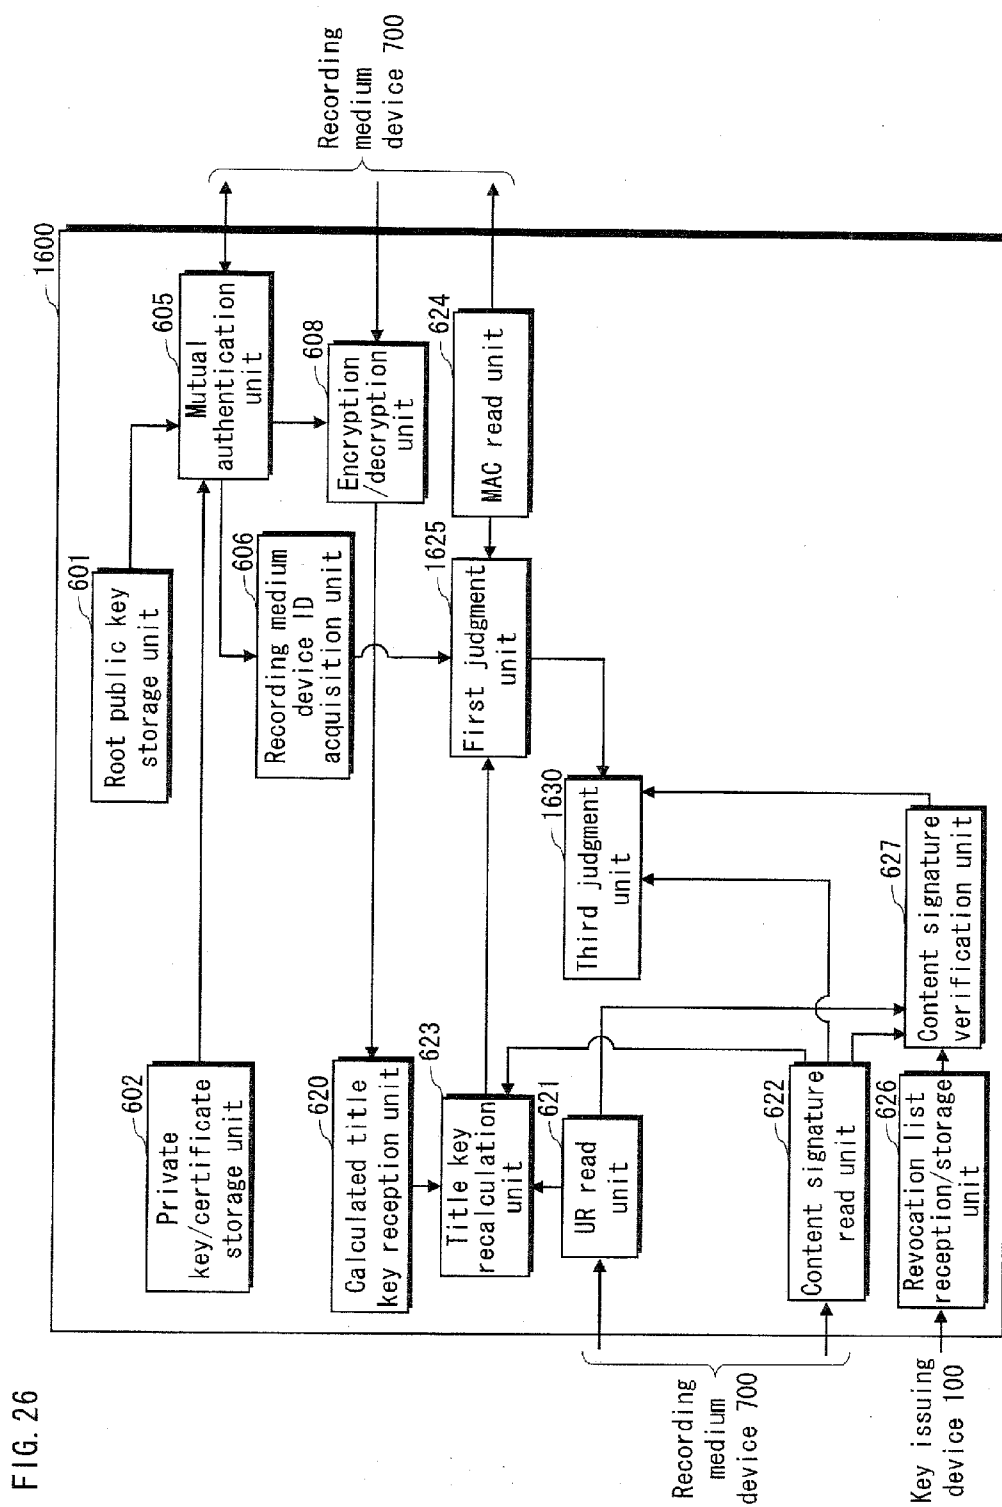 FIG. 26
1600
601
Root public key
storage unit
602
Private
key/certificate
storage unit
605
Mutual
authentication
unit
606
Recording medium
device ID
acquisition unit
608
Encryption
/decryption
unit
620
Calculated title
key reception unit
623
Title key
recalculation
unit
1625
First judgment
unit
624
MAC read unit
621
UR read
unit
1630
Third judgment
unit
622
Content signature
read unit
626
Revocation list
reception/storage
unit
627
Content signature
verification unit
Recording
medium
device 700
Recording
medium
device 700
Key issuing
device 100